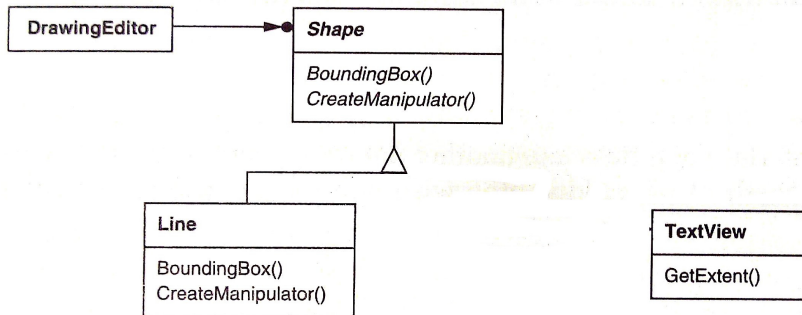 DrawingEditor
Shape
BoundingBox()
CreateManipulator()
Line
BoundingBox()
CreateManipulator()
TextView
GetExtent()